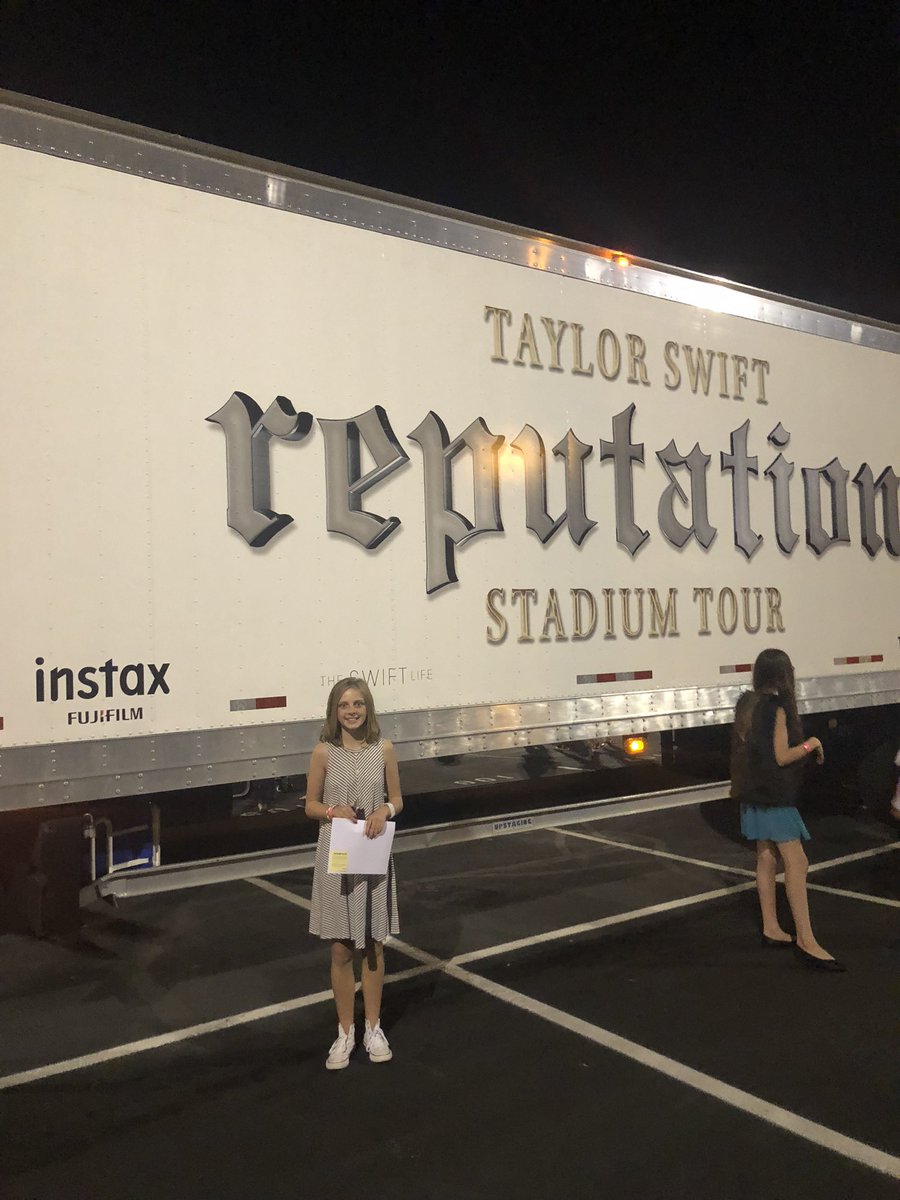 TAYLOR SWIFT
reputation
STADIUM TOUR
instax
FUJIFILM
THE SWIFT LIFE
UPSTAGING